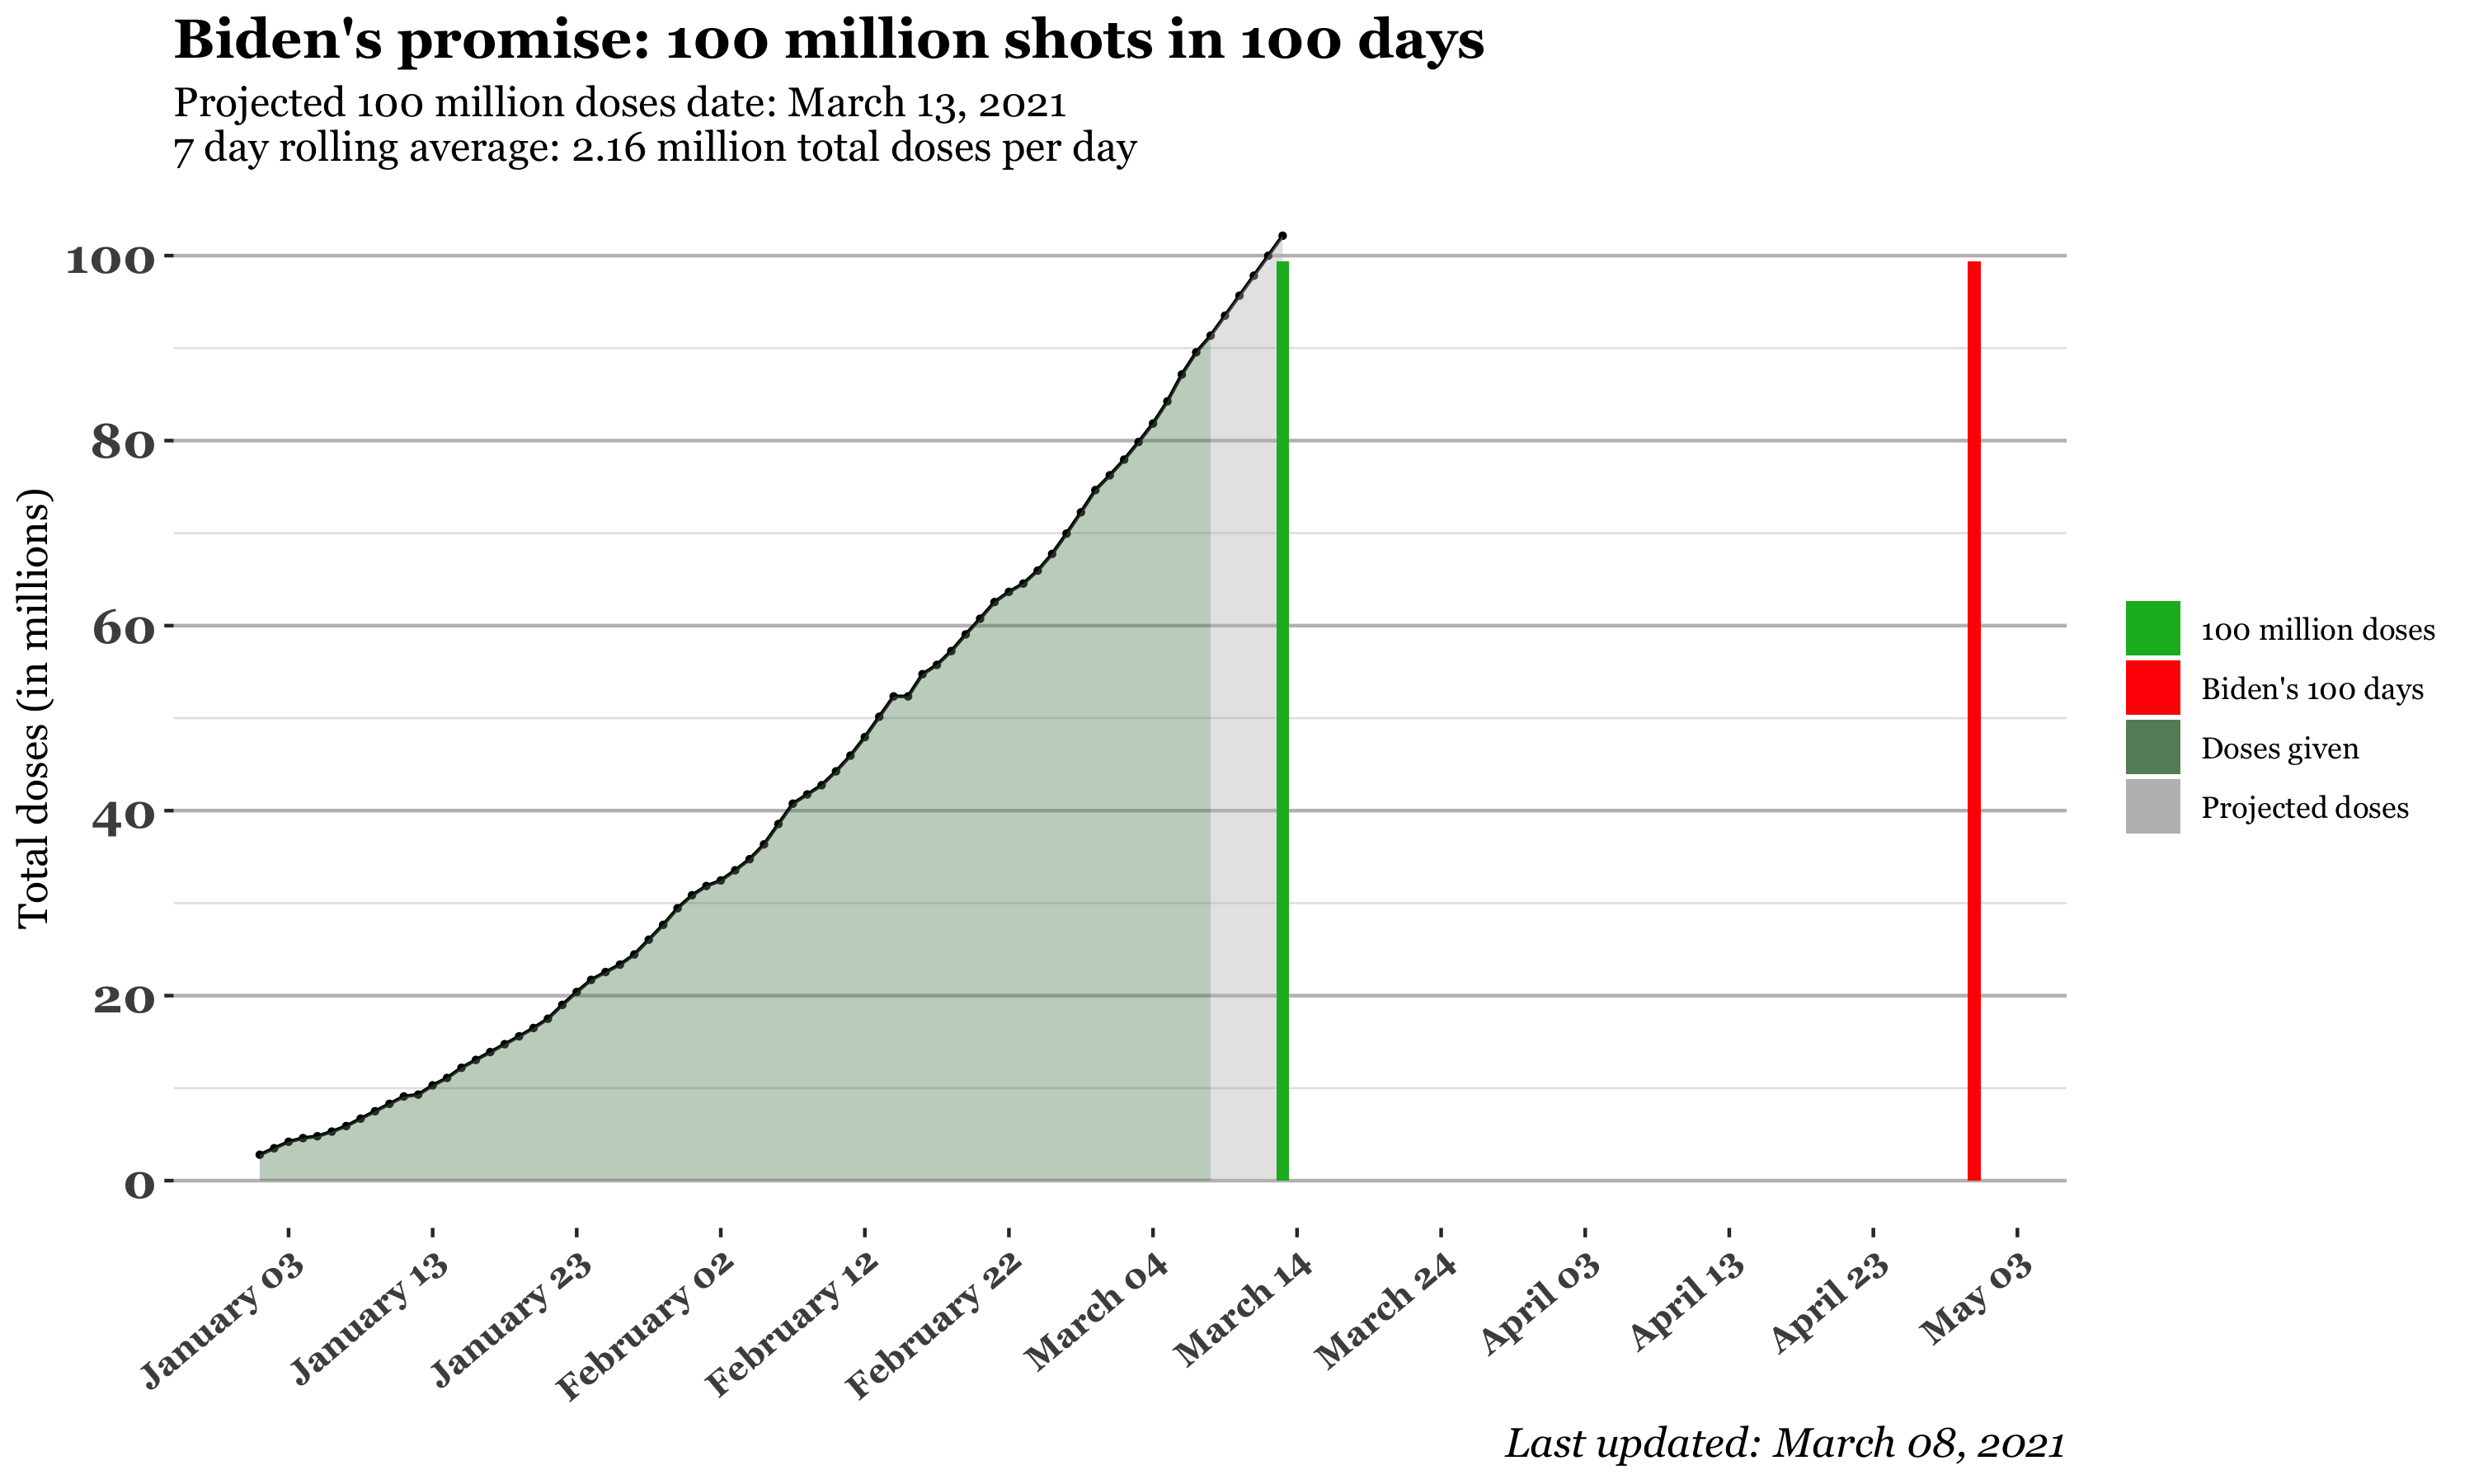 Biden's promise: 100 million shots in 100 days
Projected 100 million doses date: March 13, 2021
7 day rolling average: 2.16 million total doses per day
Total doses (in millions)
100
80
60
40
20
0
January 03
January 13
January 23
February 02
February 12
February 22
March 04
March 14
March 24
April 03
April 13
April 23
May 03
100 million doses
Biden's 100 days
Doses given
Projected doses
Last updated: March 08, 2021